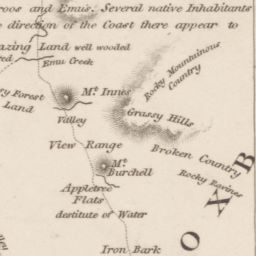 roos and Emu's. Several native Inhabitants
direction of the Coast there appear to
azing Land well wooded
Emu Creek
Rocky Mountainous
Country
Mt. Innes
y Forest
Land
Valley
Grassy Hills
View Range
Broken Country
Mt.
Burchell
Rocky Ravines
Appletree
Flats
destitute of Water
OXB
Iron Bark